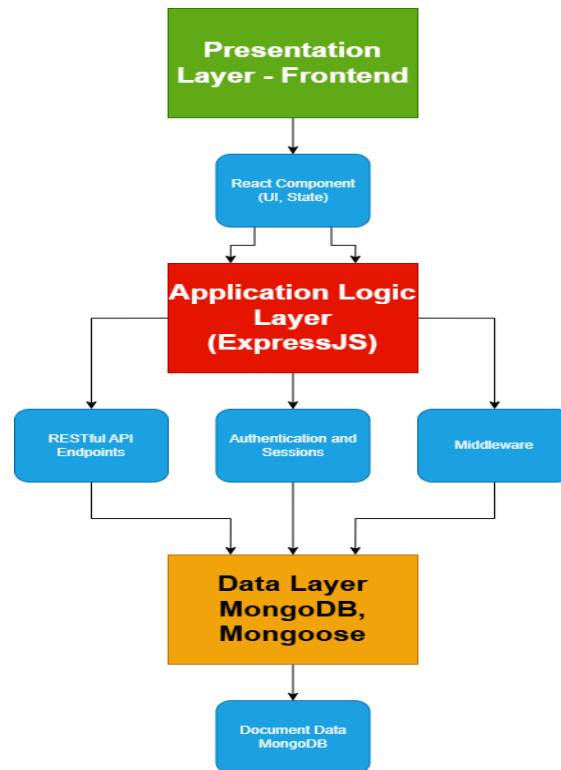 Presentation
Layer - Frontend
React Component
(UI, State)
Application Logic
Layer
(ExpressJS)
RESTful API
Endpoints
Authentication and
Sessions
Middleware
Data Layer
MongoDB,
Mongoose
Document Data
MongoDB